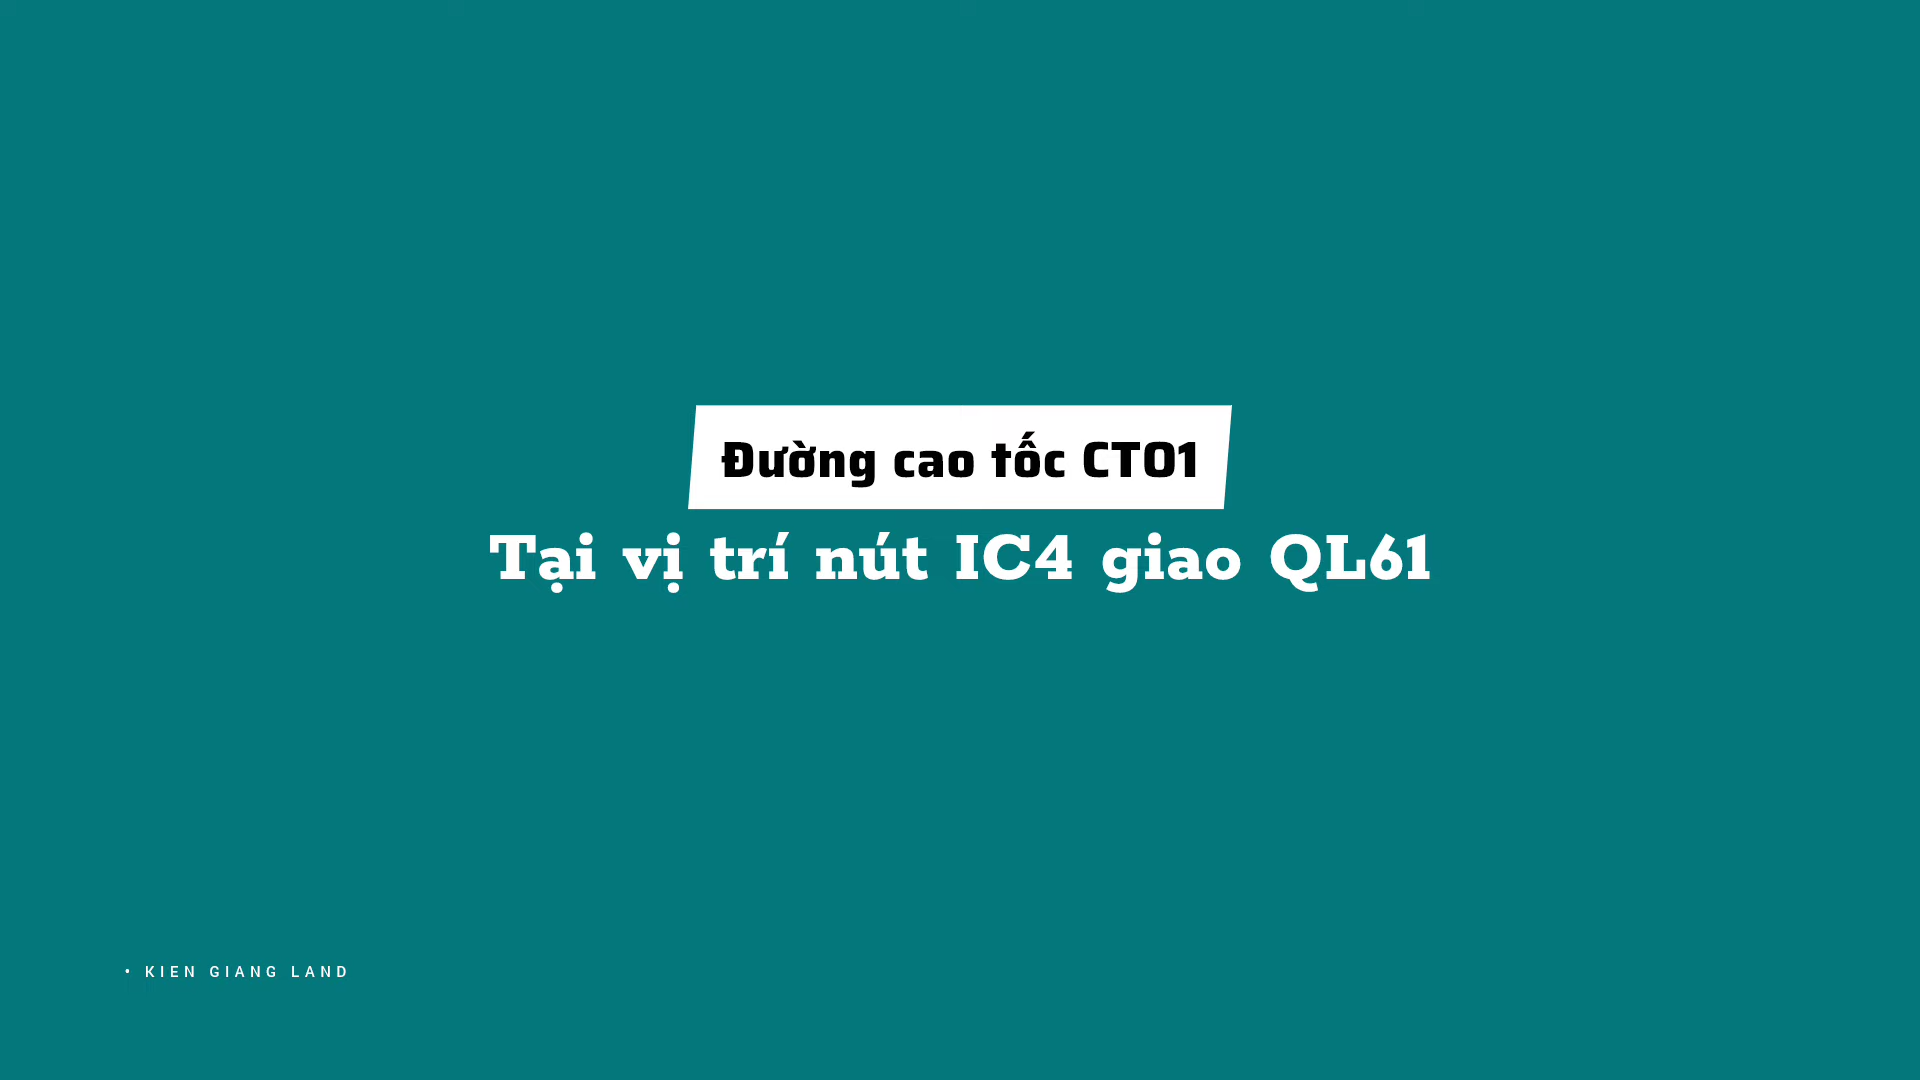 Đường cao tốc CT01
Tại vị trí nút IC4 giao QL61
• KIEN GIANG LAND